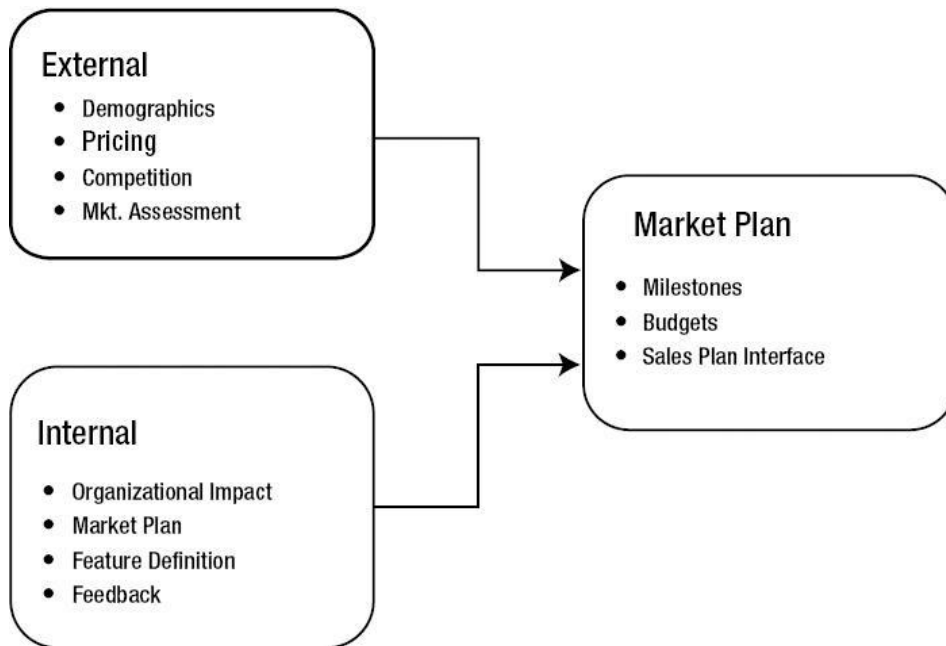 External
• Demographics
• Pricing
• Competition
• Mkt. Assessment
Market Plan
• Milestones
• Budgets
• Sales Plan Interface
Internal
• Organizational Impact
• Market Plan
• Feature Definition
• Feedback